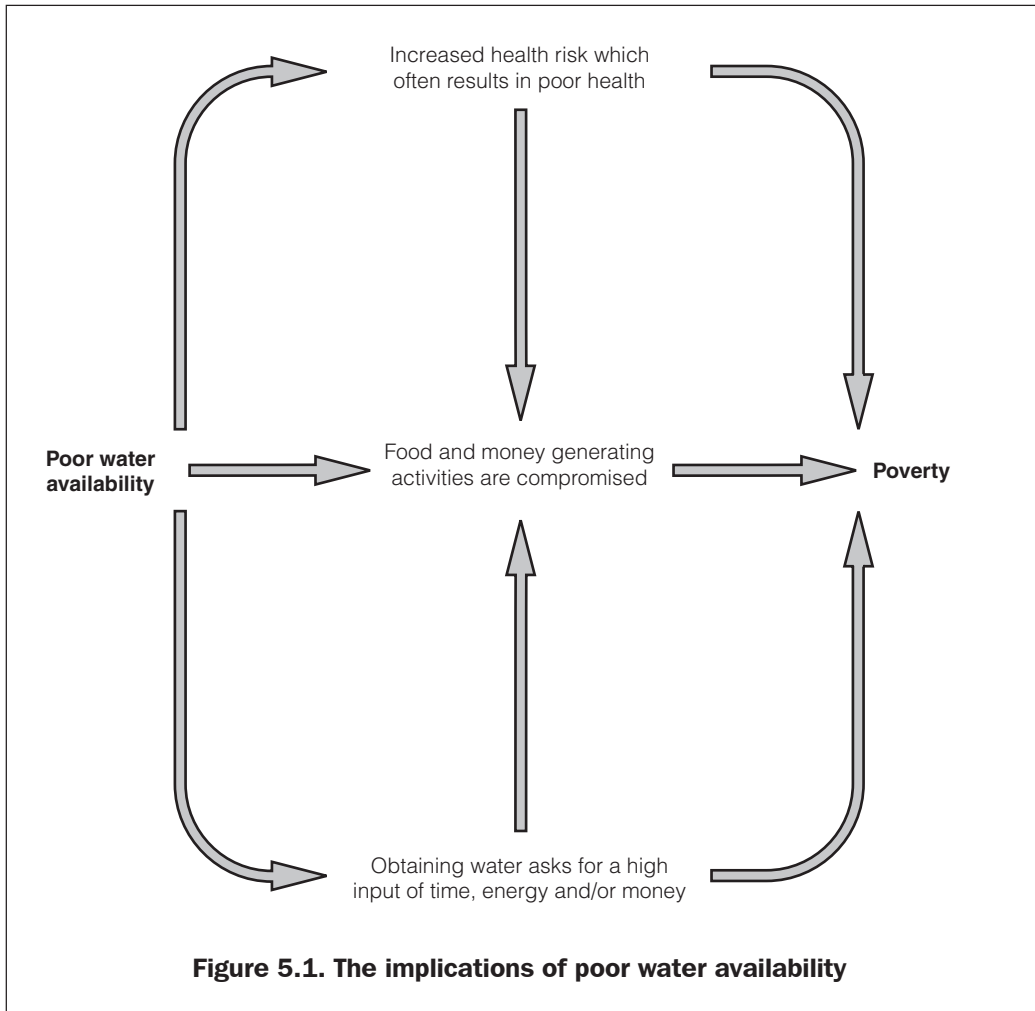 Increased health risk which
often results in poor health
Poor water
availability
Food and money generating
activities are compromised
Poverty
Obtaining water asks for a high
input of time, energy and/or money
Figure 5.1. The implications of poor water availability